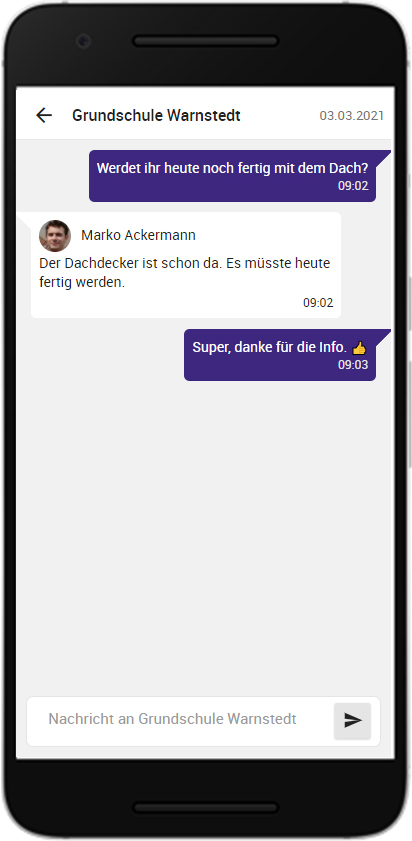 Grundschule Warnstedt 03.03.2021
Werdet ihr heute noch fertig mit dem Dach?
09:02
Marko Ackermann
Der Dachdecker ist schon da. Es müsste heute
fertig werden.
09:02
Super, danke für die Info. 👍
09:03
Nachricht an Grundschule Warnstedt